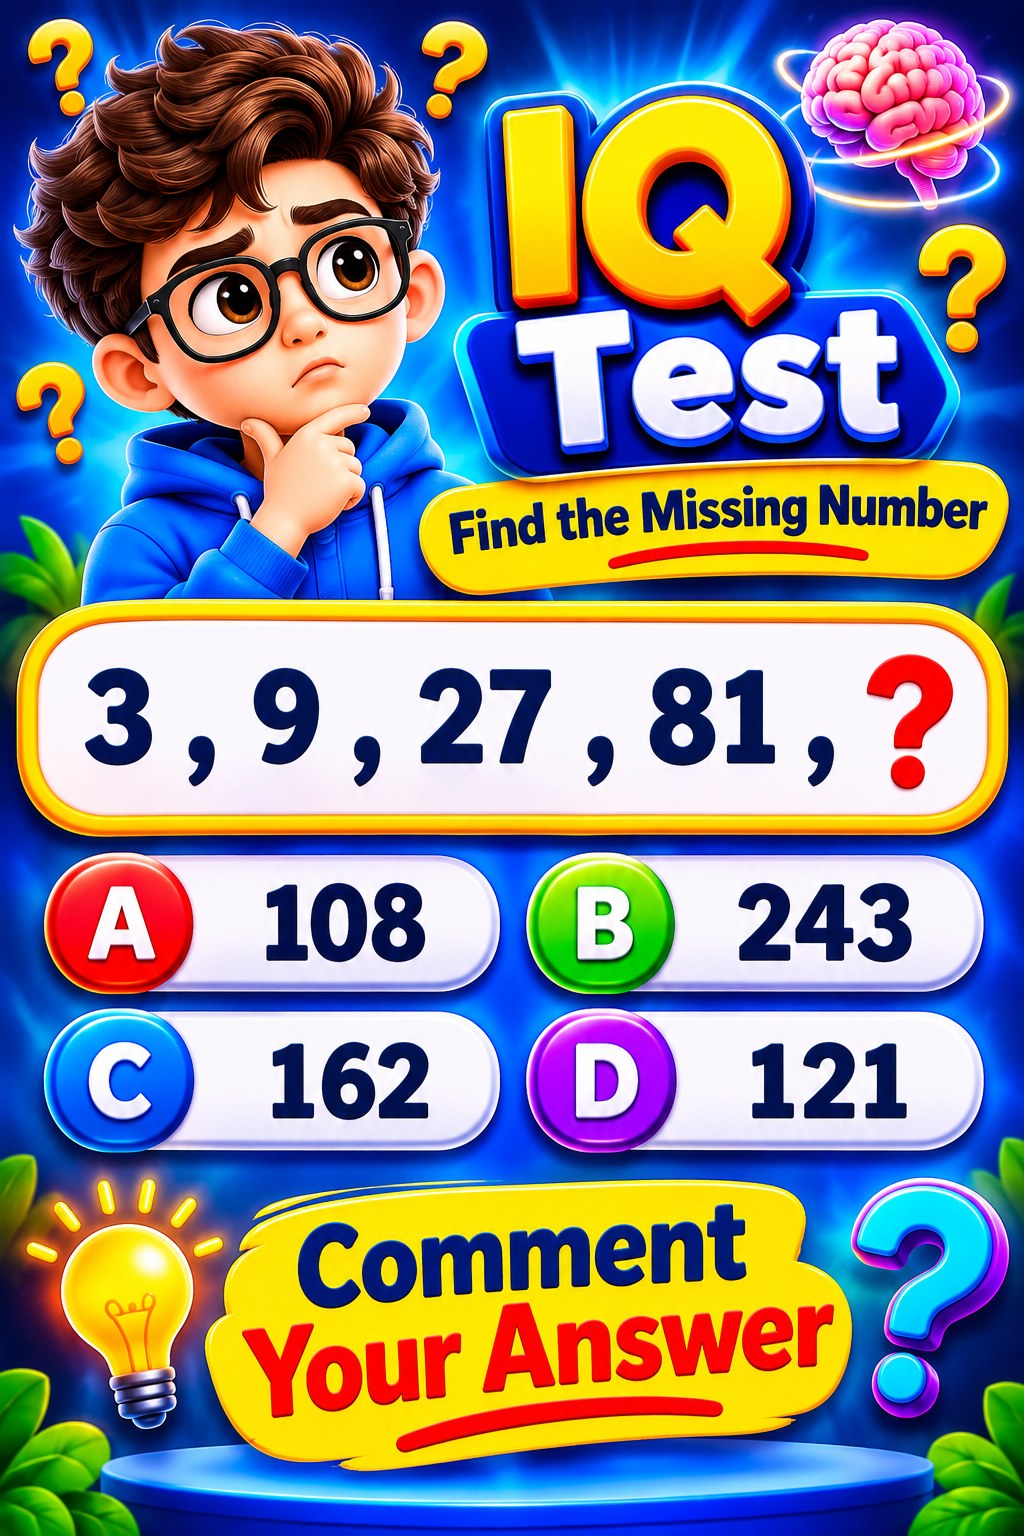 IQ
Test
Find the Missing Number
3 , 9 , 27 , 81 , ?
A 108
B 243
C 162
D 121
Comment
Your Answer